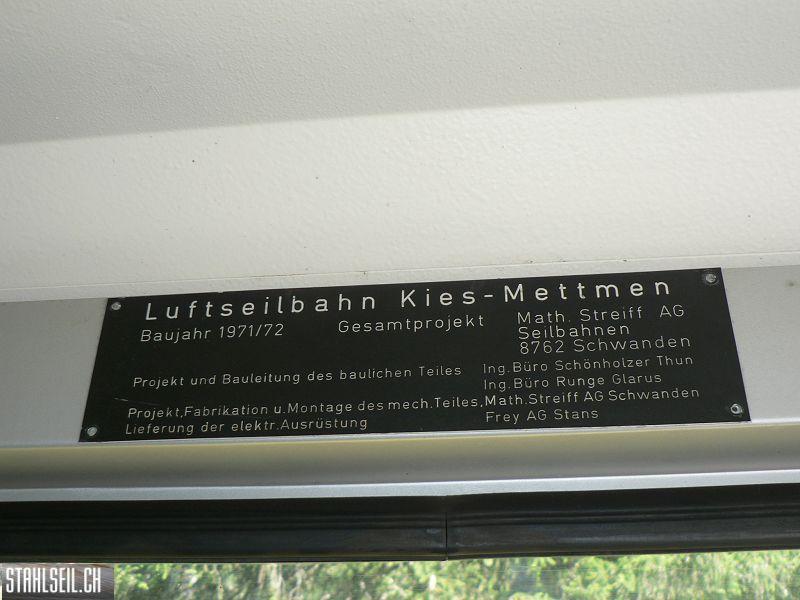 Luftseilbahn Kies-Mettmen
Baujahr 1971/72 Gesamtprojekt Math. Streiff AG
Seilbahnen
8762 Schwanden
Projekt und Bauleitung des baulichen Teiles Ing. Büro Schönholzer Thun
Ing. Büro Runge Glarus
Projekt, Fabrikation u. Montage des mech. Teiles, Math. Streiff AG Schwanden
Lieferung der elektr. Ausrüstung Frey AG Stans
STAHLSEIL.CH